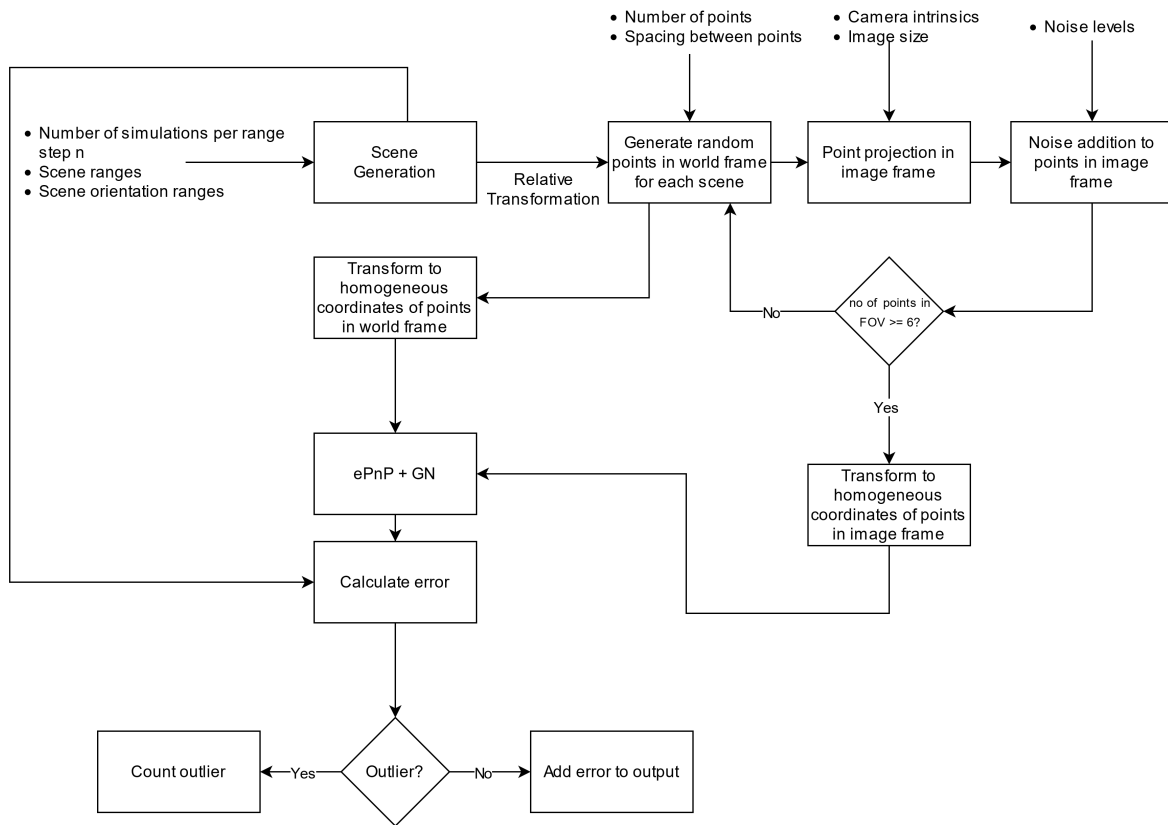 • Number of points
• Spacing between points
• Camera intrinsics
• Image size
• Noise levels
• Number of simulations per range
step n
• Scene ranges
• Scene orientation ranges
Scene
Generation
Relative
Transformation
Generate random
points in world frame
for each scene
Point projection in
image frame
Noise addition to
points in image
frame
Transform to
homogeneous
coordinates of points
in world frame
no of points in
FOV >= 6?
No
Yes
ePnP + GN
Transform to
homogeneous
coordinates of points
in image frame
Calculate error
Count outlier
Yes
Outlier?
No
Add error to output